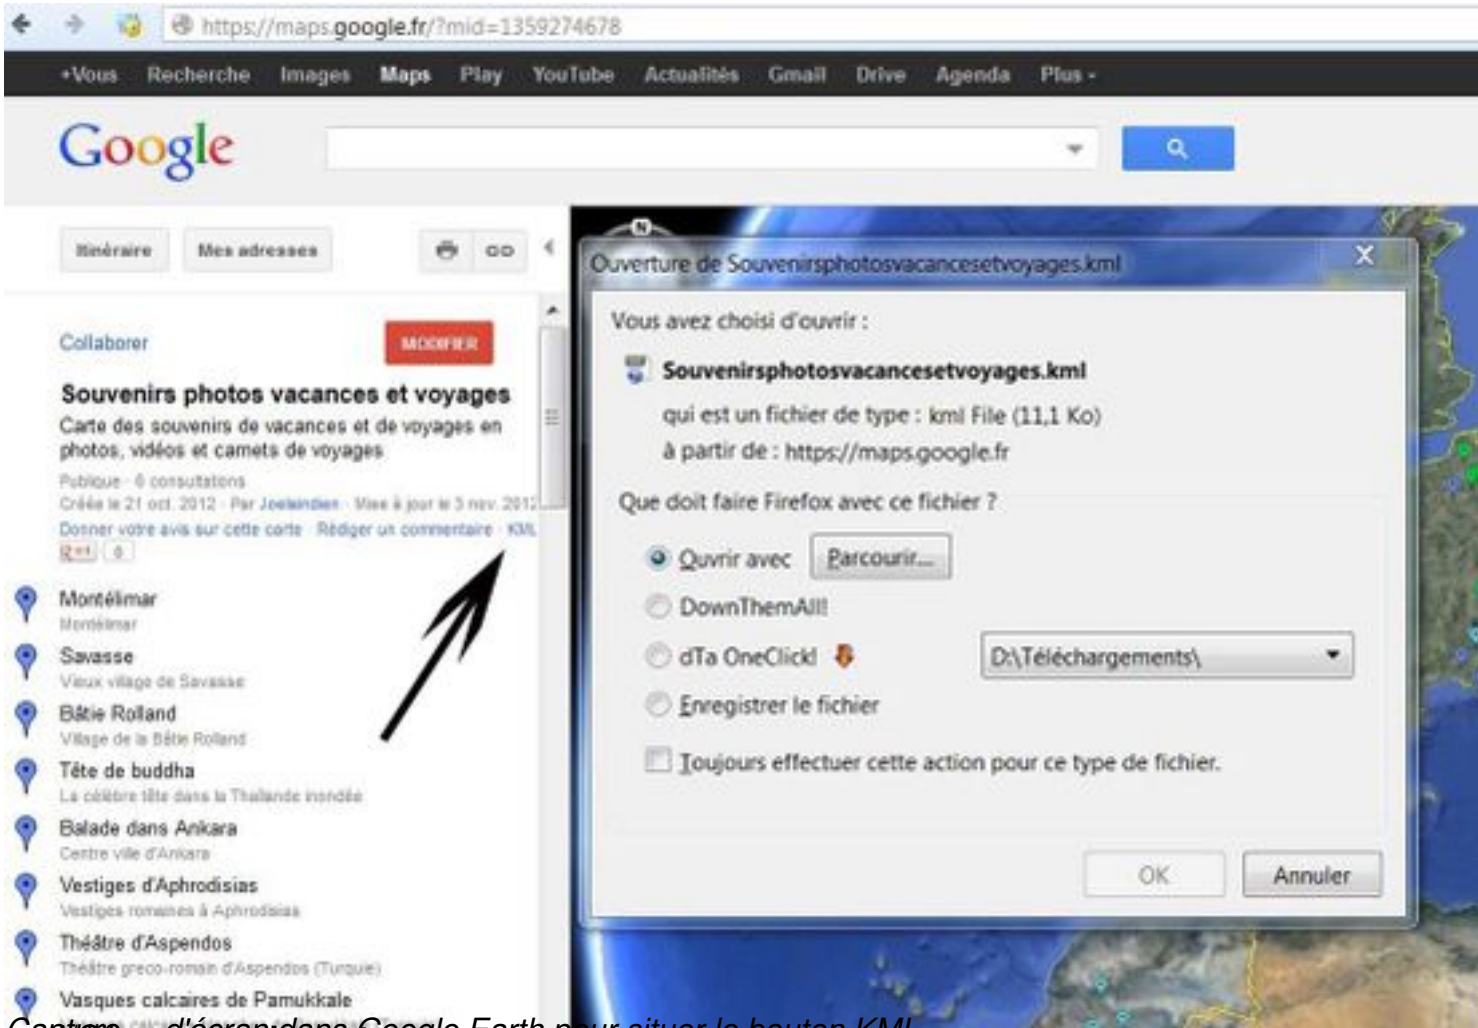 https://maps.google.fr/?mid=1359274678
+Vous Recherche Images Maps Play YouTube Actualités Gmail Drive Agenda Plus
Google
Itinéraire Mes adresses
Collaborer
MODIFIER
Souvenirs photos vacances et voyages
Carte des souvenirs de vacances et de voyages en
photos, vidéos et carnets de voyages
Publique · 6 consultations
Créée le 21 oct. 2012 · Par Joelaindien · Mise à jour le 3 nov. 2012
Donner votre avis sur cette carte · Rédiger un commentaire · KML
+1 0
Montélimar
Montélimar
Savasse
Vieux village de Savasse
Bâtie Rolland
Village de la Bâtie Rolland
Tête de buddha
La célèbre tête dans la Thaïlande inondée
Balade dans Ankara
Centre ville d'Ankara
Vestiges d'Aphrodisias
Vestiges romaines à Aphrodisias
Théâtre d'Aspendos
Théâtre greco-romain d'Aspendos (Turquie)
Vasques calcaires de Pamukkale
N
Ouverture de Souvenirsphotosvacancesetvoyages.kml
X
Vous avez choisi d'ouvrir :
Souvenirsphotosvacancesetvoyages.kml
qui est un fichier de type : kml File (11,1 Ko)
à partir de : https://maps.google.fr
Que doit faire Firefox avec ce fichier ?
Ouvrir avec Parcourir...
DownThemAll!
dTa OneClick! D:\Téléchargements\
Enregistrer le fichier
Toujours effectuer cette action pour ce type de fichier.
OK Annuler
d'écran dans Google Earth pour situer le bouton KML